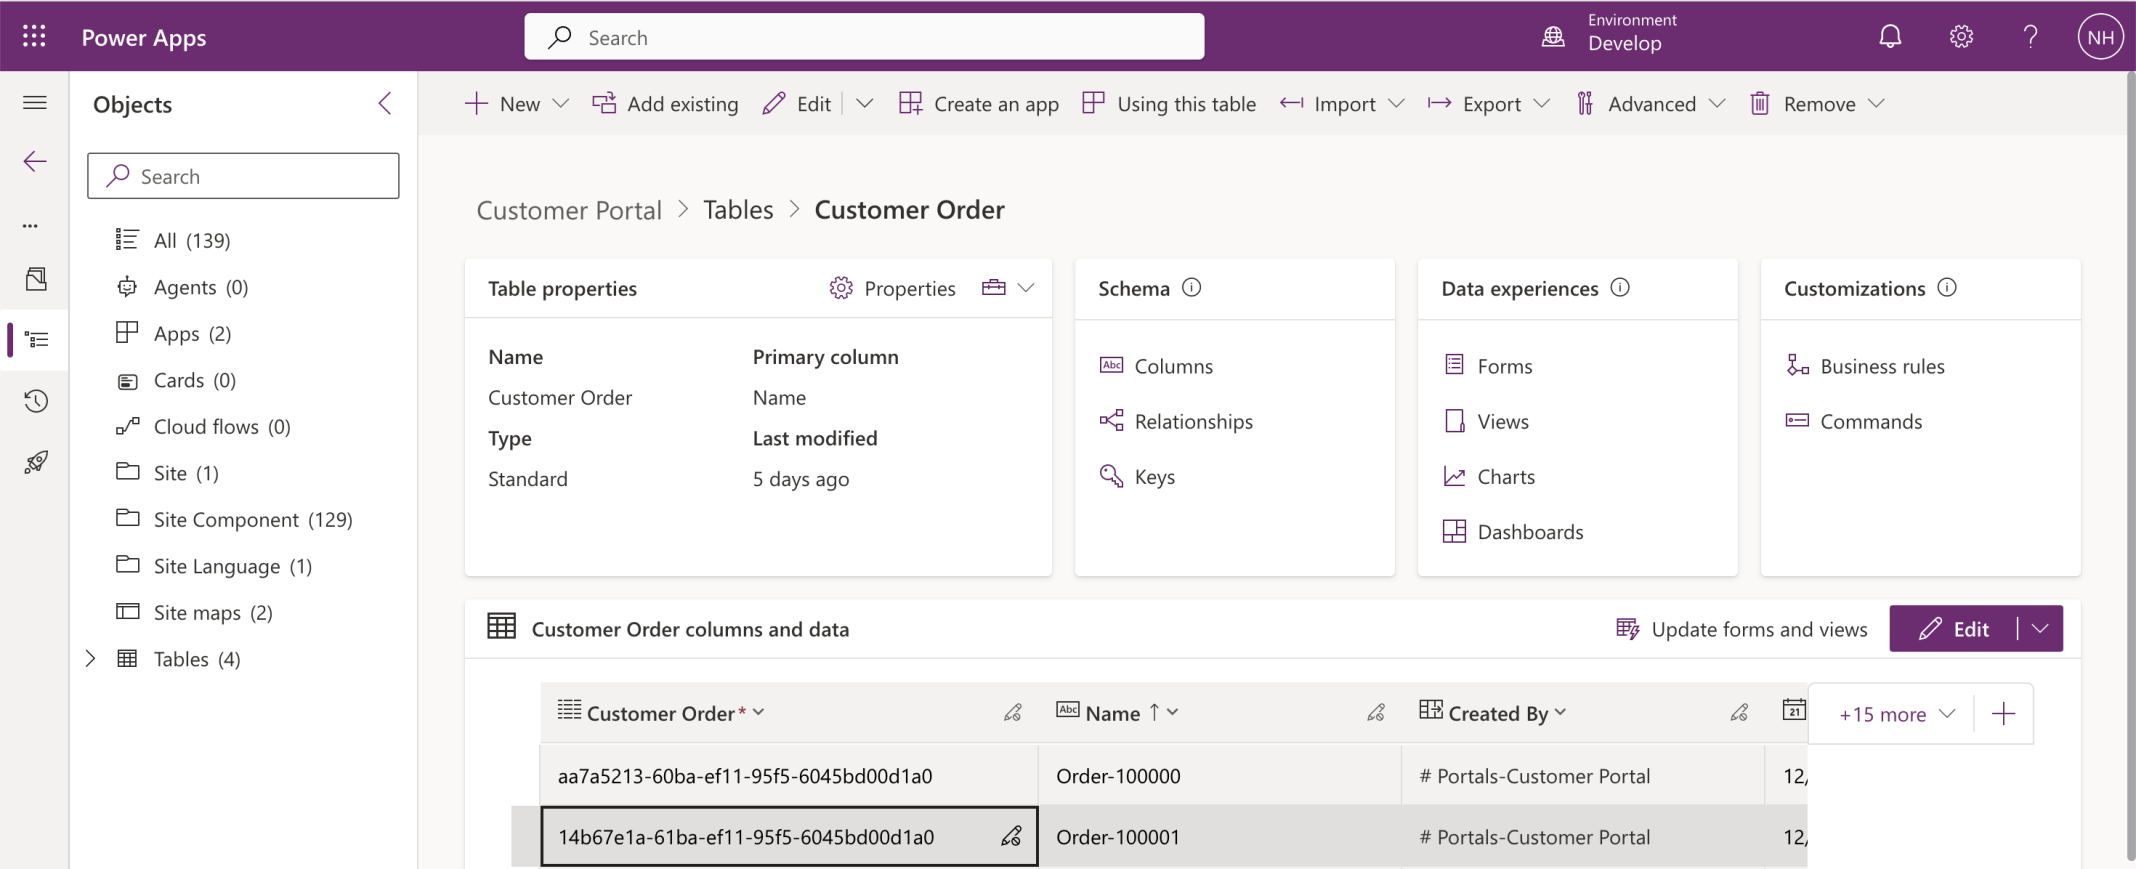 Power Apps
Search
Environment
Develop
NH
Objects
New
Add existing
Edit
Create an app
Using this table
Import
Export
Advanced
Remove
Search
All (139)
Agents (0)
Apps (2)
Cards (0)
Cloud flows (0)
Site (1)
Site Component (129)
Site Language (1)
Site maps (2)
Tables (4)
Customer Portal > Tables > Customer Order
Table properties
Properties
Name
Primary column
Customer Order
Name
Type
Last modified
Standard
5 days ago
Schema
Columns
Relationships
Keys
Data experiences
Forms
Views
Charts
Dashboards
Customizations
Business rules
Commands
Customer Order columns and data
Update forms and views
Edit
Customer Order* Abc Name ↑ Created By 21 +15 more
aa7a5213-60ba-ef11-95f5-6045bd00d1a0 Order-100000 # Portals-Customer Portal 12/
14b67e1a-61ba-ef11-95f5-6045bd00d1a0 Order-100001 # Portals-Customer Portal 12/